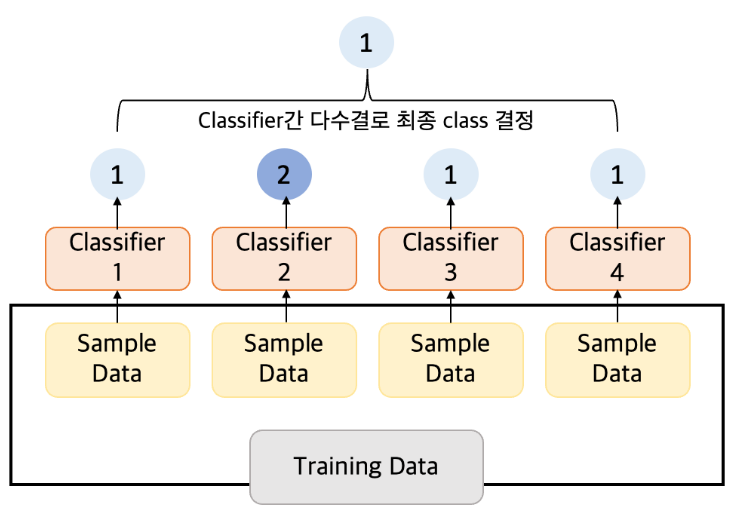 1
Classifier간 다수결로 최종 class 결정
1
2
1
1
Classifier
1
Classifier
2
Classifier
3
Classifier
4
Sample
Data
Sample
Data
Sample
Data
Sample
Data
Training Data